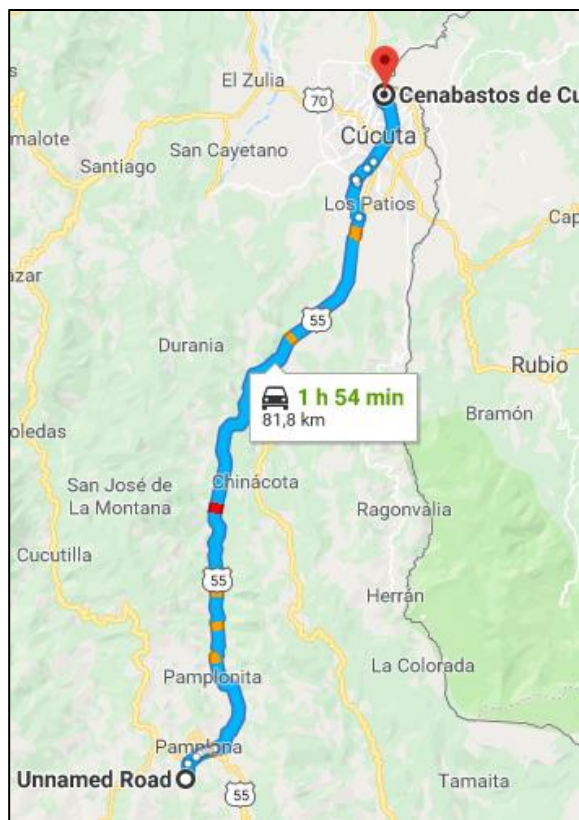 El Zulia
70
Cenabastos de Cu
malote
Cúcuta
San Cayetano
Santiago
Los Patios
Cap
azar
55
Durania
Rubio
1 h 54 min
81,8 km
Bramón
oledas
Chinácota
San José de
La Montana
Ragonvalia
Cucutilla
55
Herrán
La Colorada
Pamplonita
Pamplona
Unnamed Road
55
Tamaita